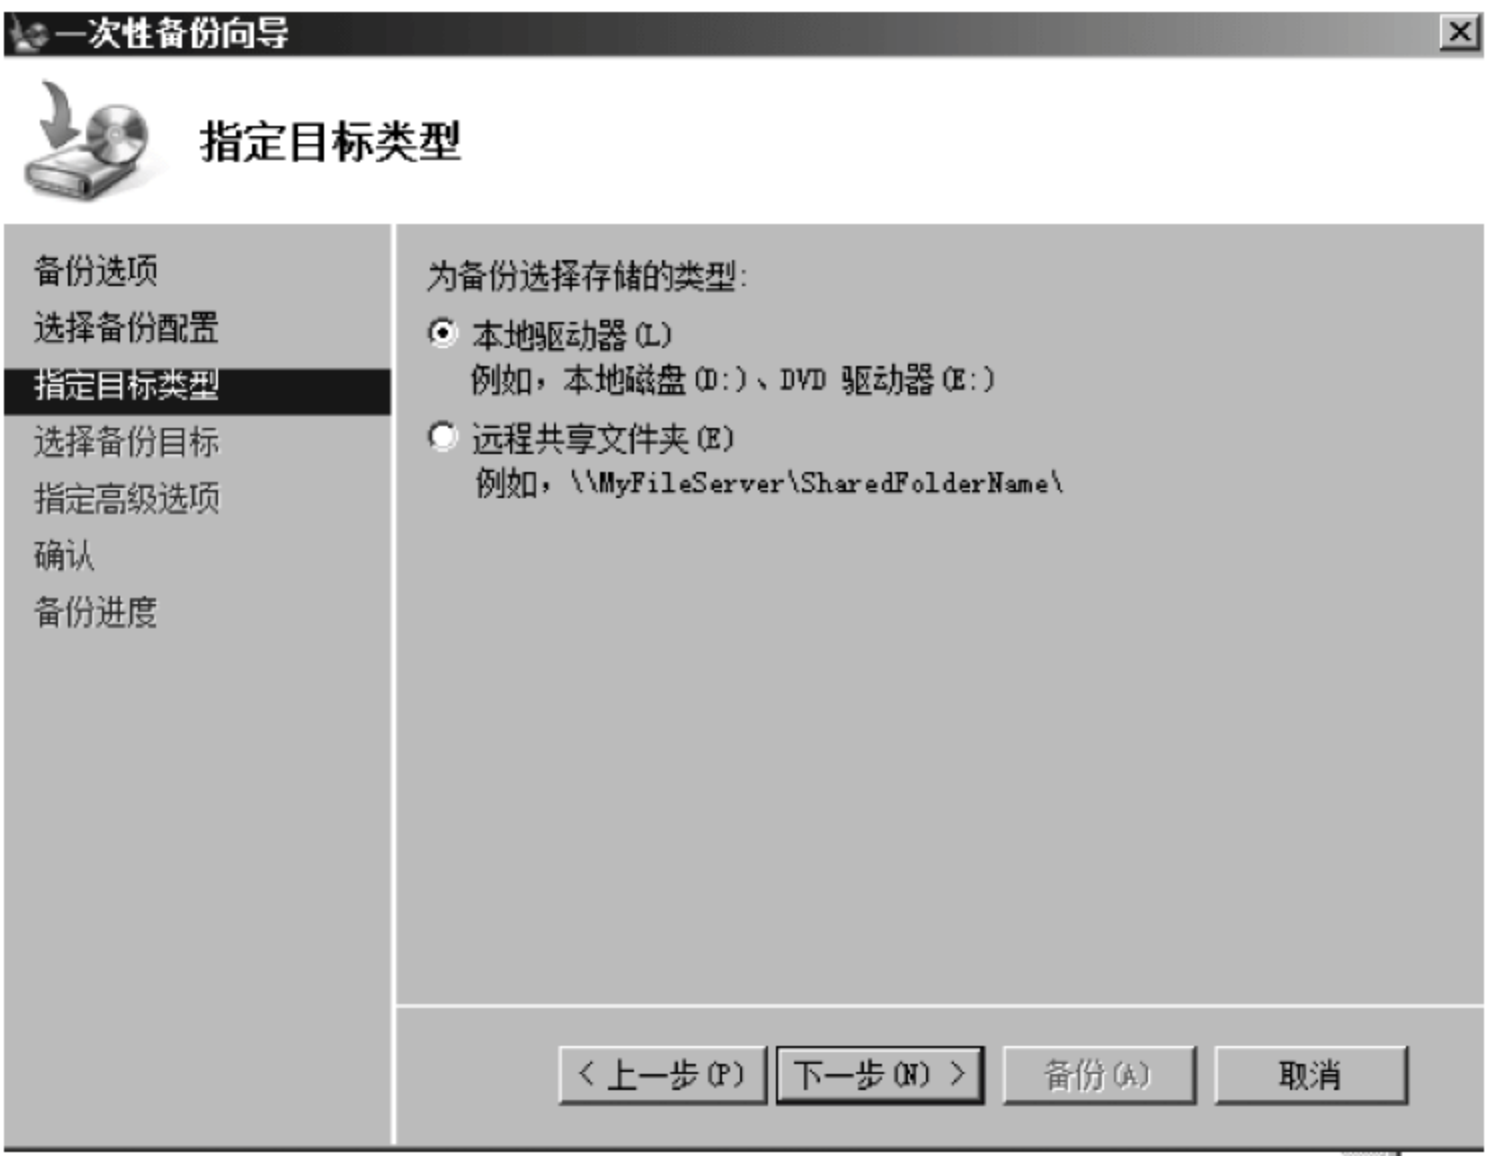 一次性备份向导
指定目标类型
备份选项
选择备份配置
指定目标类型
选择备份目标
指定高级选项
确认
备份进度
为备份选择存储的类型:
本地驱动器(L)
例如，本地磁盘(D:)、DVD 驱动器(E:)
远程共享文件夹(E)
例如，\\MyFileServer\SharedFolderName\
< 上一步(P)
下一步(N) >
备份(A)
取消